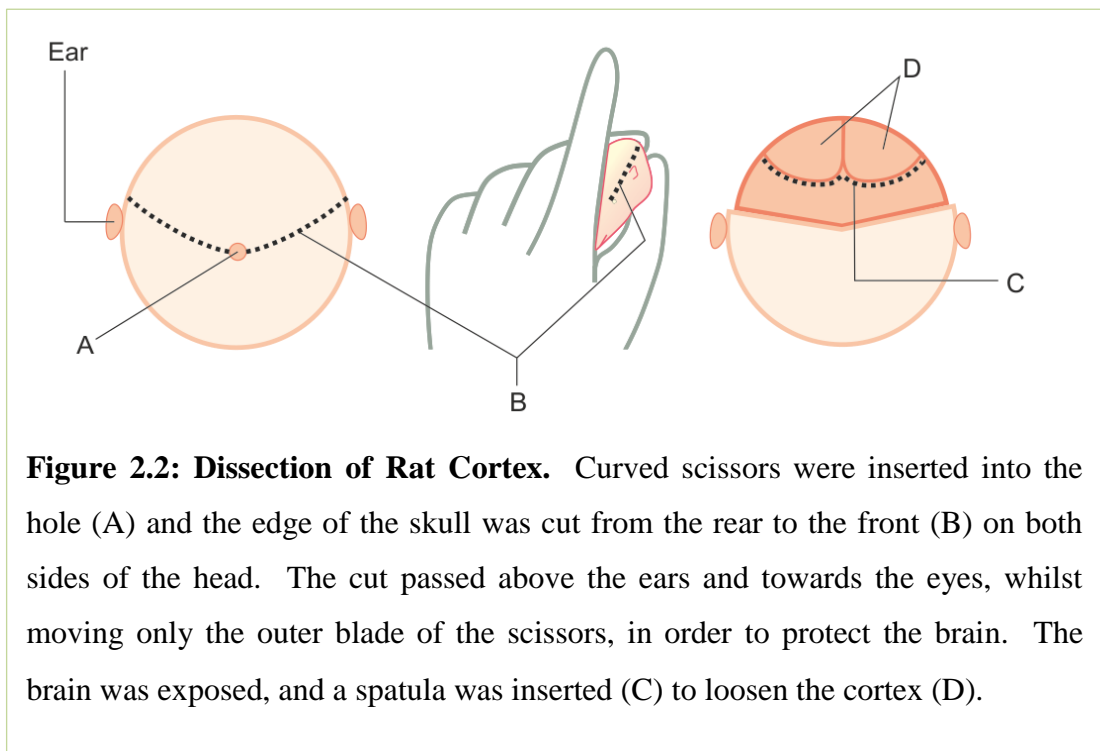 Ear
D
A
B
C
Figure 2.2: Dissection of Rat Cortex. Curved scissors were inserted into the
hole (A) and the edge of the skull was cut from the rear to the front (B) on both
sides of the head. The cut passed above the ears and towards the eyes, whilst
moving only the outer blade of the scissors, in order to protect the brain. The
brain was exposed, and a spatula was inserted (C) to loosen the cortex (D).